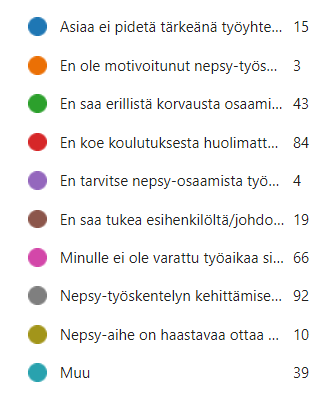 Asiaa ei pidetä tärkeänä työyhte... 15
En ole motivoitunut nepsy-työs... 3
En saa erillistä korvausta osaami... 43
En koe koulutuksesta huolimatt... 84
En tarvitse nepsy-osaamista työ... 4
En saa tukea esihenkilöltä/johdo... 19
Minulle ei ole varattu työaikaa si... 66
Nepsy-työskentelyn kehittämise... 92
Nepsy-aihe on haastavaa ottaa ... 10
Muu 39